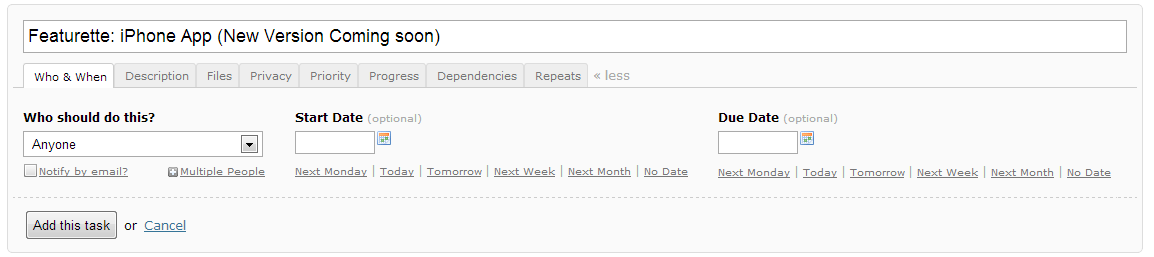 Featurette: iPhone App (New Version Coming soon)
Who & When Description Files Privacy Priority Progress Dependencies Repeats « less
Who should do this? Start Date (optional) Due Date (optional)
Anyone
Notify by email? Multiple People Next Monday | Today | Tomorrow | Next Week | Next Month | No Date Next Monday | Today | Tomorrow | Next Week | Next Month | No Date
Add this task or Cancel